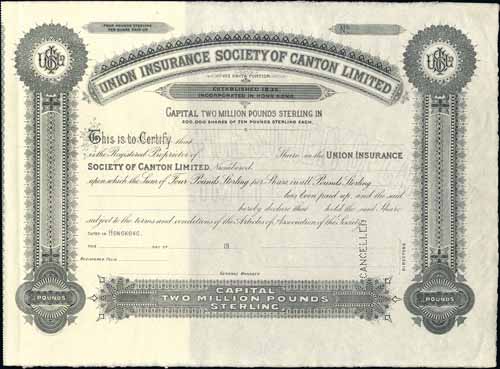 FOUR POUNDS STERLING
PER SHARE PAID UP
No
UNION INSURANCE SOCIETY OF CANTON LIMITED
ESTABLISHED 1835
INCORPORATED IN HONG KONG
CAPITAL TWO MILLION POUNDS STERLING IN
200,000 SHARES OF TEN POUNDS STERLING EACH.
This is to Certify that
is the Registered Proprietor of Share in the UNION INSURANCE
SOCIETY OF CANTON LIMITED, Numbered
upon which the Sum of Four Pounds Sterling per Share in all Pounds Sterling
has been paid up, and the said
hereby declare that hold the said Share
subject to the terms and conditions of the Articles of Association of this Society
DATED IN HONGKONG,
THIS DAY OF 19
REGISTERED FOLIO
GENERAL MANAGER
CANCELLED
DIRECTORS
POUNDS
CAPITAL
TWO MILLION POUNDS
STERLING
POUNDS